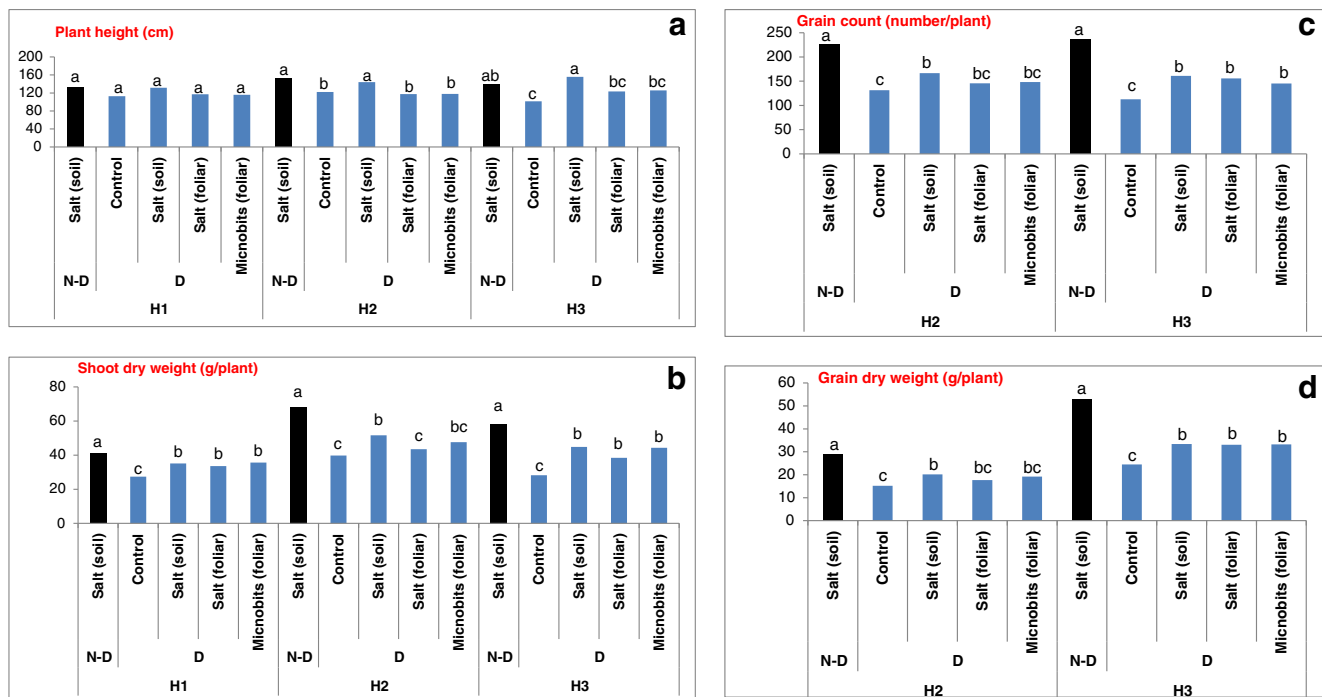 Plant height (cm)
a
200
160
120
80
40
0
a a a a a a b a b b ab c a bc bc
Salt (soil) Control Salt (soil) Salt (foliar) Micnobits (foliar) Salt (soil) Control Salt (soil) Salt (foliar) Micnobits (foliar) Salt (soil) Control Salt (soil) Salt (foliar) Micnobits (foliar)
N-D D N-D D N-D D
H1 H2 H3
Shoot dry weight (g/plant)
b
80
60
40
20
0
a c b b b a c b c bc a c b b b
Salt (soil) Control Salt (soil) Salt (foliar) Micnobits (foliar) Salt (soil) Control Salt (soil) Salt (foliar) Micnobits (foliar) Salt (soil) Control Salt (soil) Salt (foliar) Micnobits (foliar)
N-D D N-D D N-D D
H1 H2 H3
Grain count (number/plant)
c
250
200
150
100
50
0
a c b bc bc a c b b b
Salt (soil) Control Salt (soil) Salt (foliar) Micnobits (foliar) Salt (soil) Control Salt (soil) Salt (foliar) Micnobits (foliar)
N-D D N-D D
H2 H3
Grain dry weight (g/plant)
d
60
50
40
30
20
10
0
a c b bc bc a c b b b
Salt (soil) Control Salt (soil) Salt (foliar) Micnobits (foliar) Salt (soil) Control Salt (soil) Salt (foliar) Micnobits (foliar)
N-D D N-D D
H2 H3